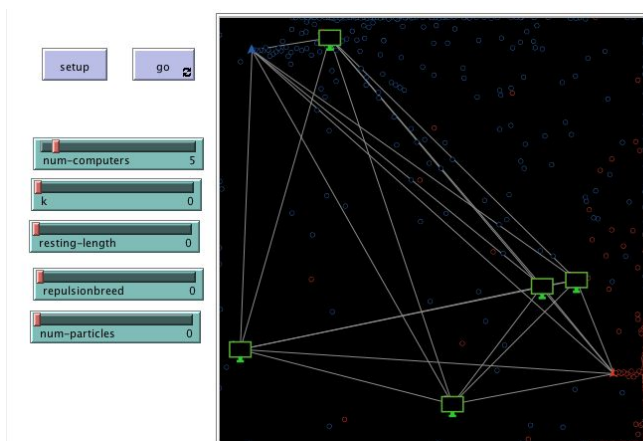 setup go
num-computers 5
k 0
resting-length 0
repulsionbreed 0
num-particles 0